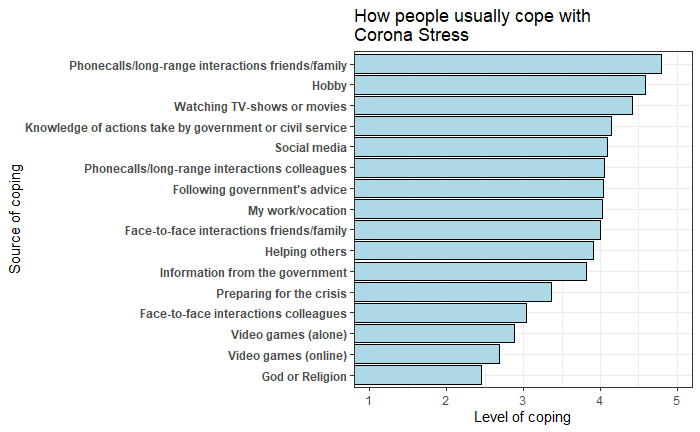 How people usually cope with
Corona Stress
Source of coping
Phonecalls/long-range interactions friends/family
Hobby
Watching TV-shows or movies
Knowledge of actions take by government or civil service
Social media
Phonecalls/long-range interactions colleagues
Following government's advice
My work/vocation
Face-to-face interactions friends/family
Helping others
Information from the government
Preparing for the crisis
Face-to-face interactions colleagues
Video games (alone)
Video games (online)
God or Religion
1 2 3 4 5
Level of coping